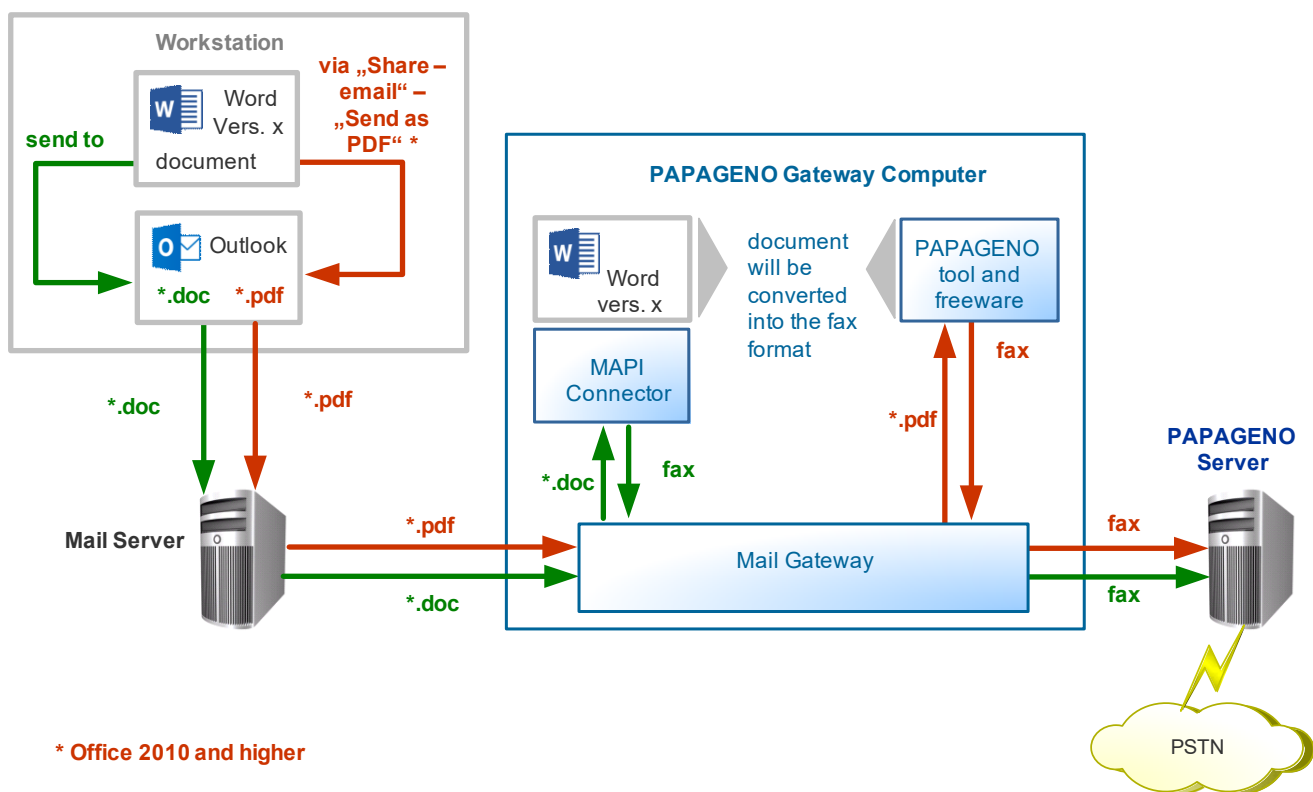 Workstation
W
Word
Vers. x
document
send to
via „Share –
email“ –
„Send as
PDF“ *
O
Outlook
*.doc
*.pdf
*.doc
*.pdf
Mail Server
*.pdf
*.doc
PAPAGENO Gateway Computer
W
Word
vers. x
document
will be
converted
into the fax
format
PAPAGENO
tool and
freeware
MAPI
Connector
*.doc
fax
*.pdf
fax
Mail Gateway
fax
fax
PAPAGENO
Server
PSTN
* Office 2010 and higher